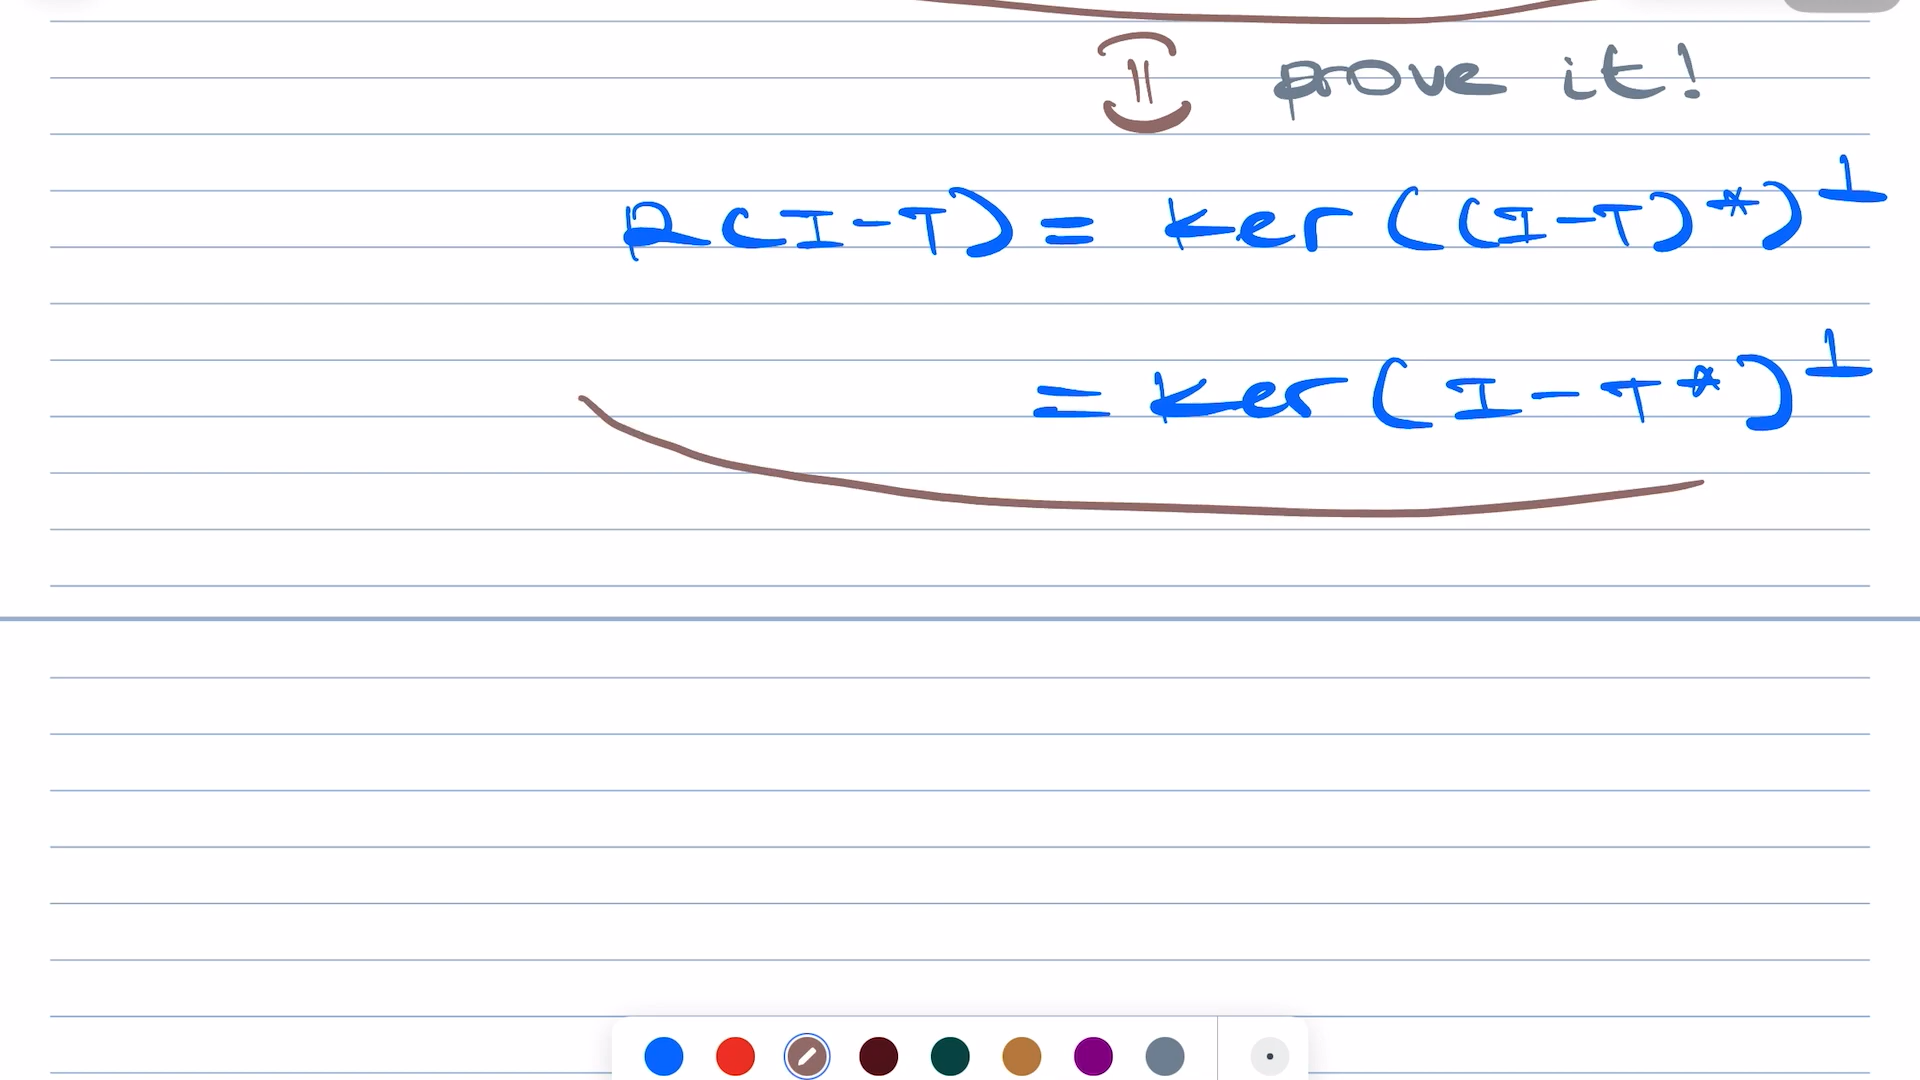 prove it!
R(I-T) = ker((I-T)*)⊥
= ker(I-T*)⊥